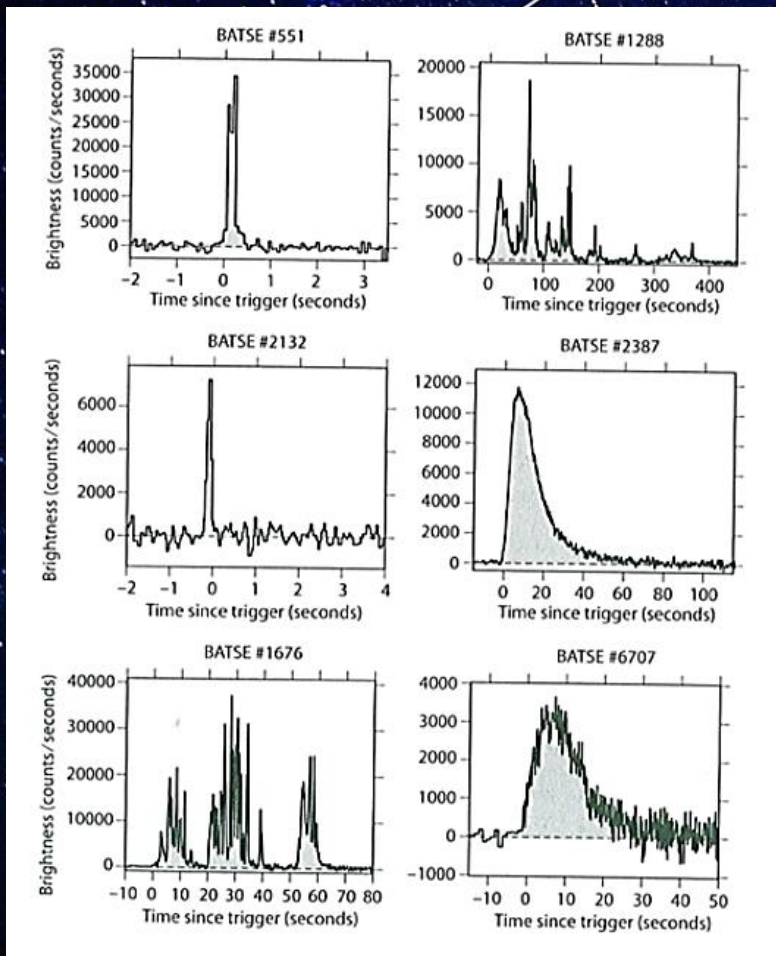 BATSE #551
Brightness (counts/seconds)
35000
30000
25000
20000
15000
10000
5000
0
−2 −1 0 1 2 3
Time since trigger (seconds)
BATSE #1288
20000
15000
10000
5000
0
0 100 200 300 400
Time since trigger (seconds)
BATSE #2132
Brightness (counts/seconds)
6000
4000
2000
0
−2 −1 0 1 2 3 4
Time since trigger (seconds)
BATSE #2387
12000
10000
8000
6000
4000
2000
0
0 20 40 60 80 100
Time since trigger (seconds)
BATSE #1676
Brightness (counts/seconds)
40000
30000
20000
10000
0
−10 0 10 20 30 40 50 60 70 80
Time since trigger (seconds)
BATSE #6707
4000
3000
2000
1000
0
−1000
−10 0 10 20 30 40 50
Time since trigger (seconds)